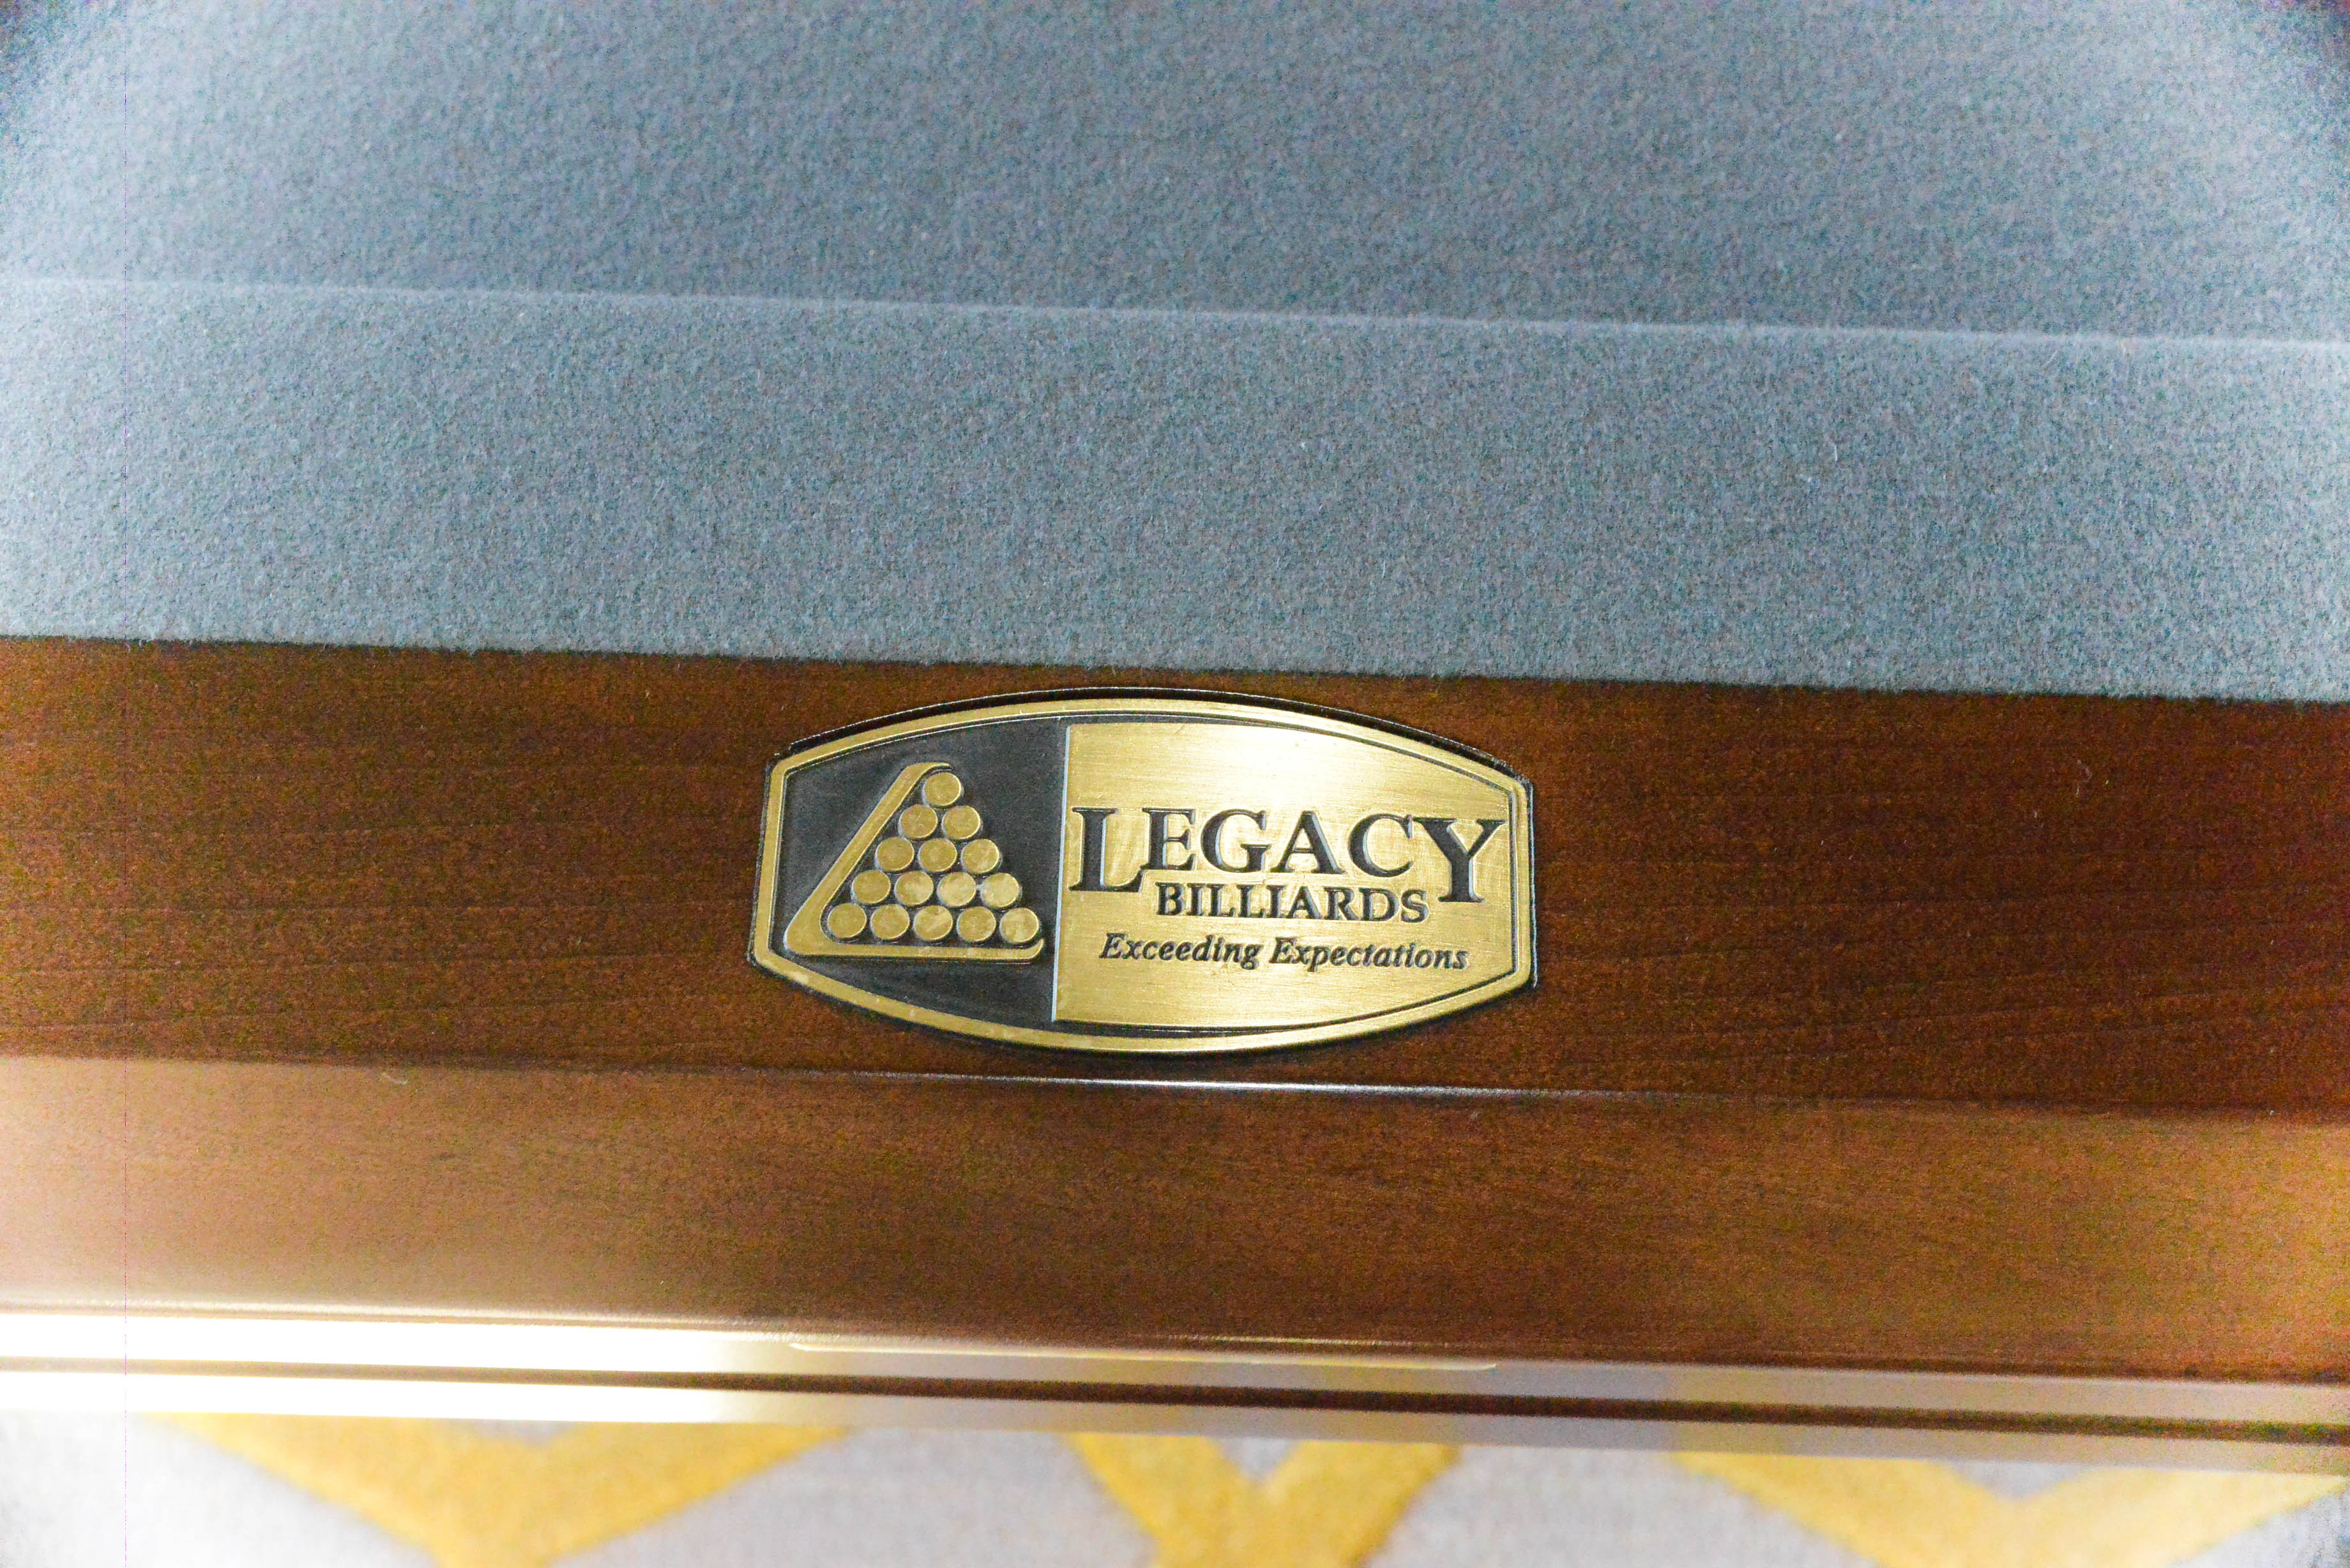 LEGACY
BILLIARDS
Exceeding Expectations